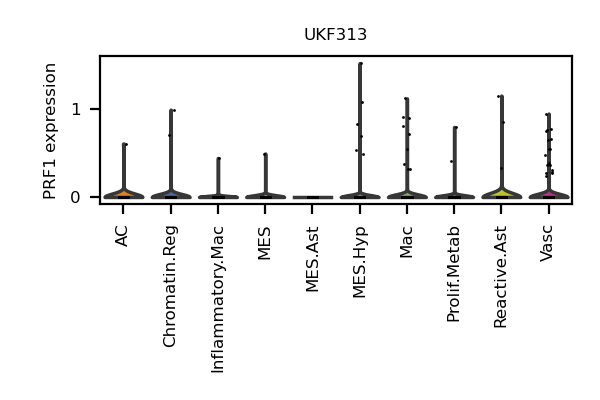 UKF313
PRF1 expression
1
0
AC
Chromatin.Reg
Inflammatory.Mac
MES
MES.Ast
MES.Hyp
Mac
Prolif.Metab
Reactive.Ast
Vasc